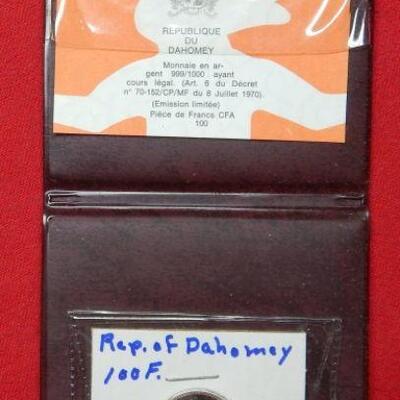 REPUBLIQUE
DU
DAHOMEY
Monnaie en ar-
gent 999/1000 ayant
cours légal. (Art. 6 du Décret
n° 70-152/CP/MF du 8 Juillet 1970).
(Emission limitée)
Pièce de Francs CFA
100
Rep. of Dahomey
100F.